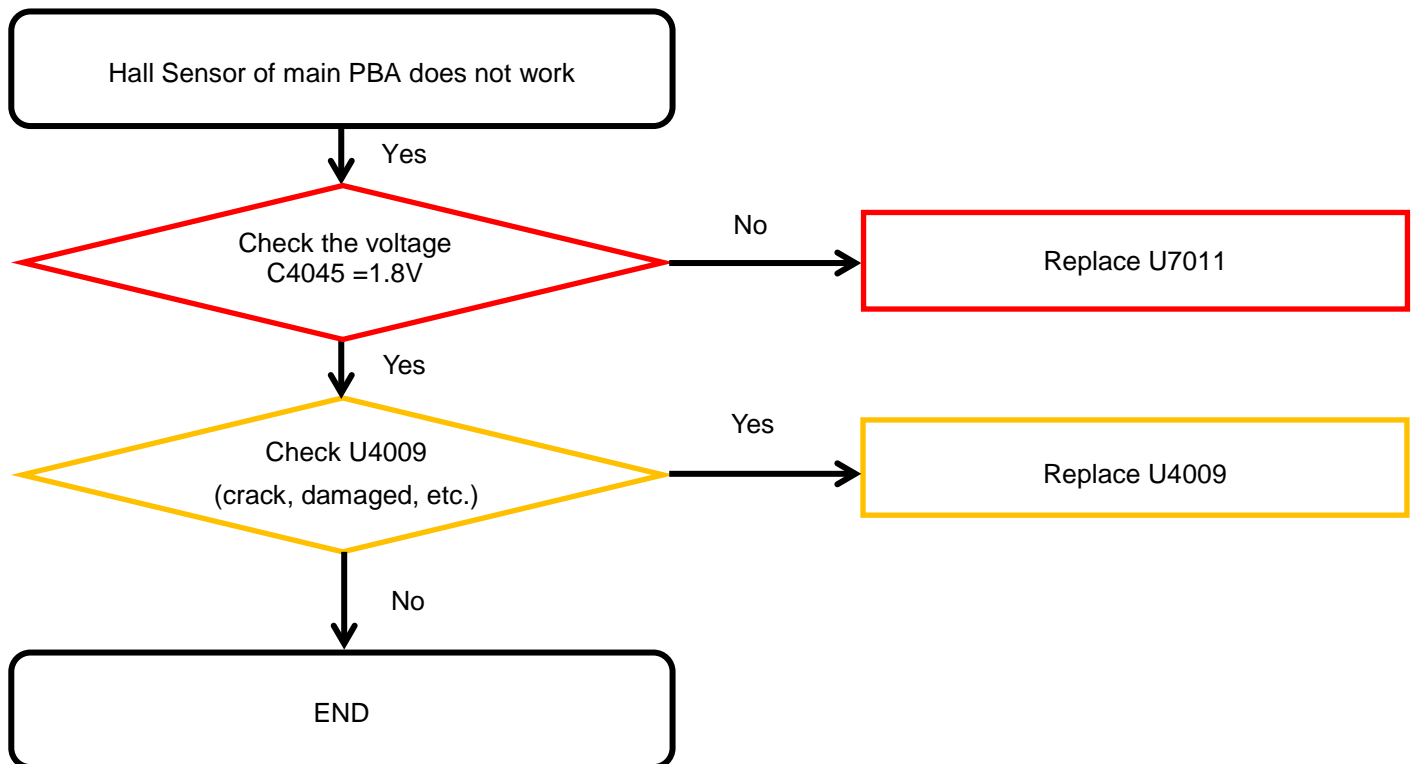 Hall Sensor of main PBA does not work
Yes
Check the voltage
C4045 =1.8V
No
Replace U7011
Yes
Check U4009
(crack, damaged, etc.)
Yes
Replace U4009
No
END